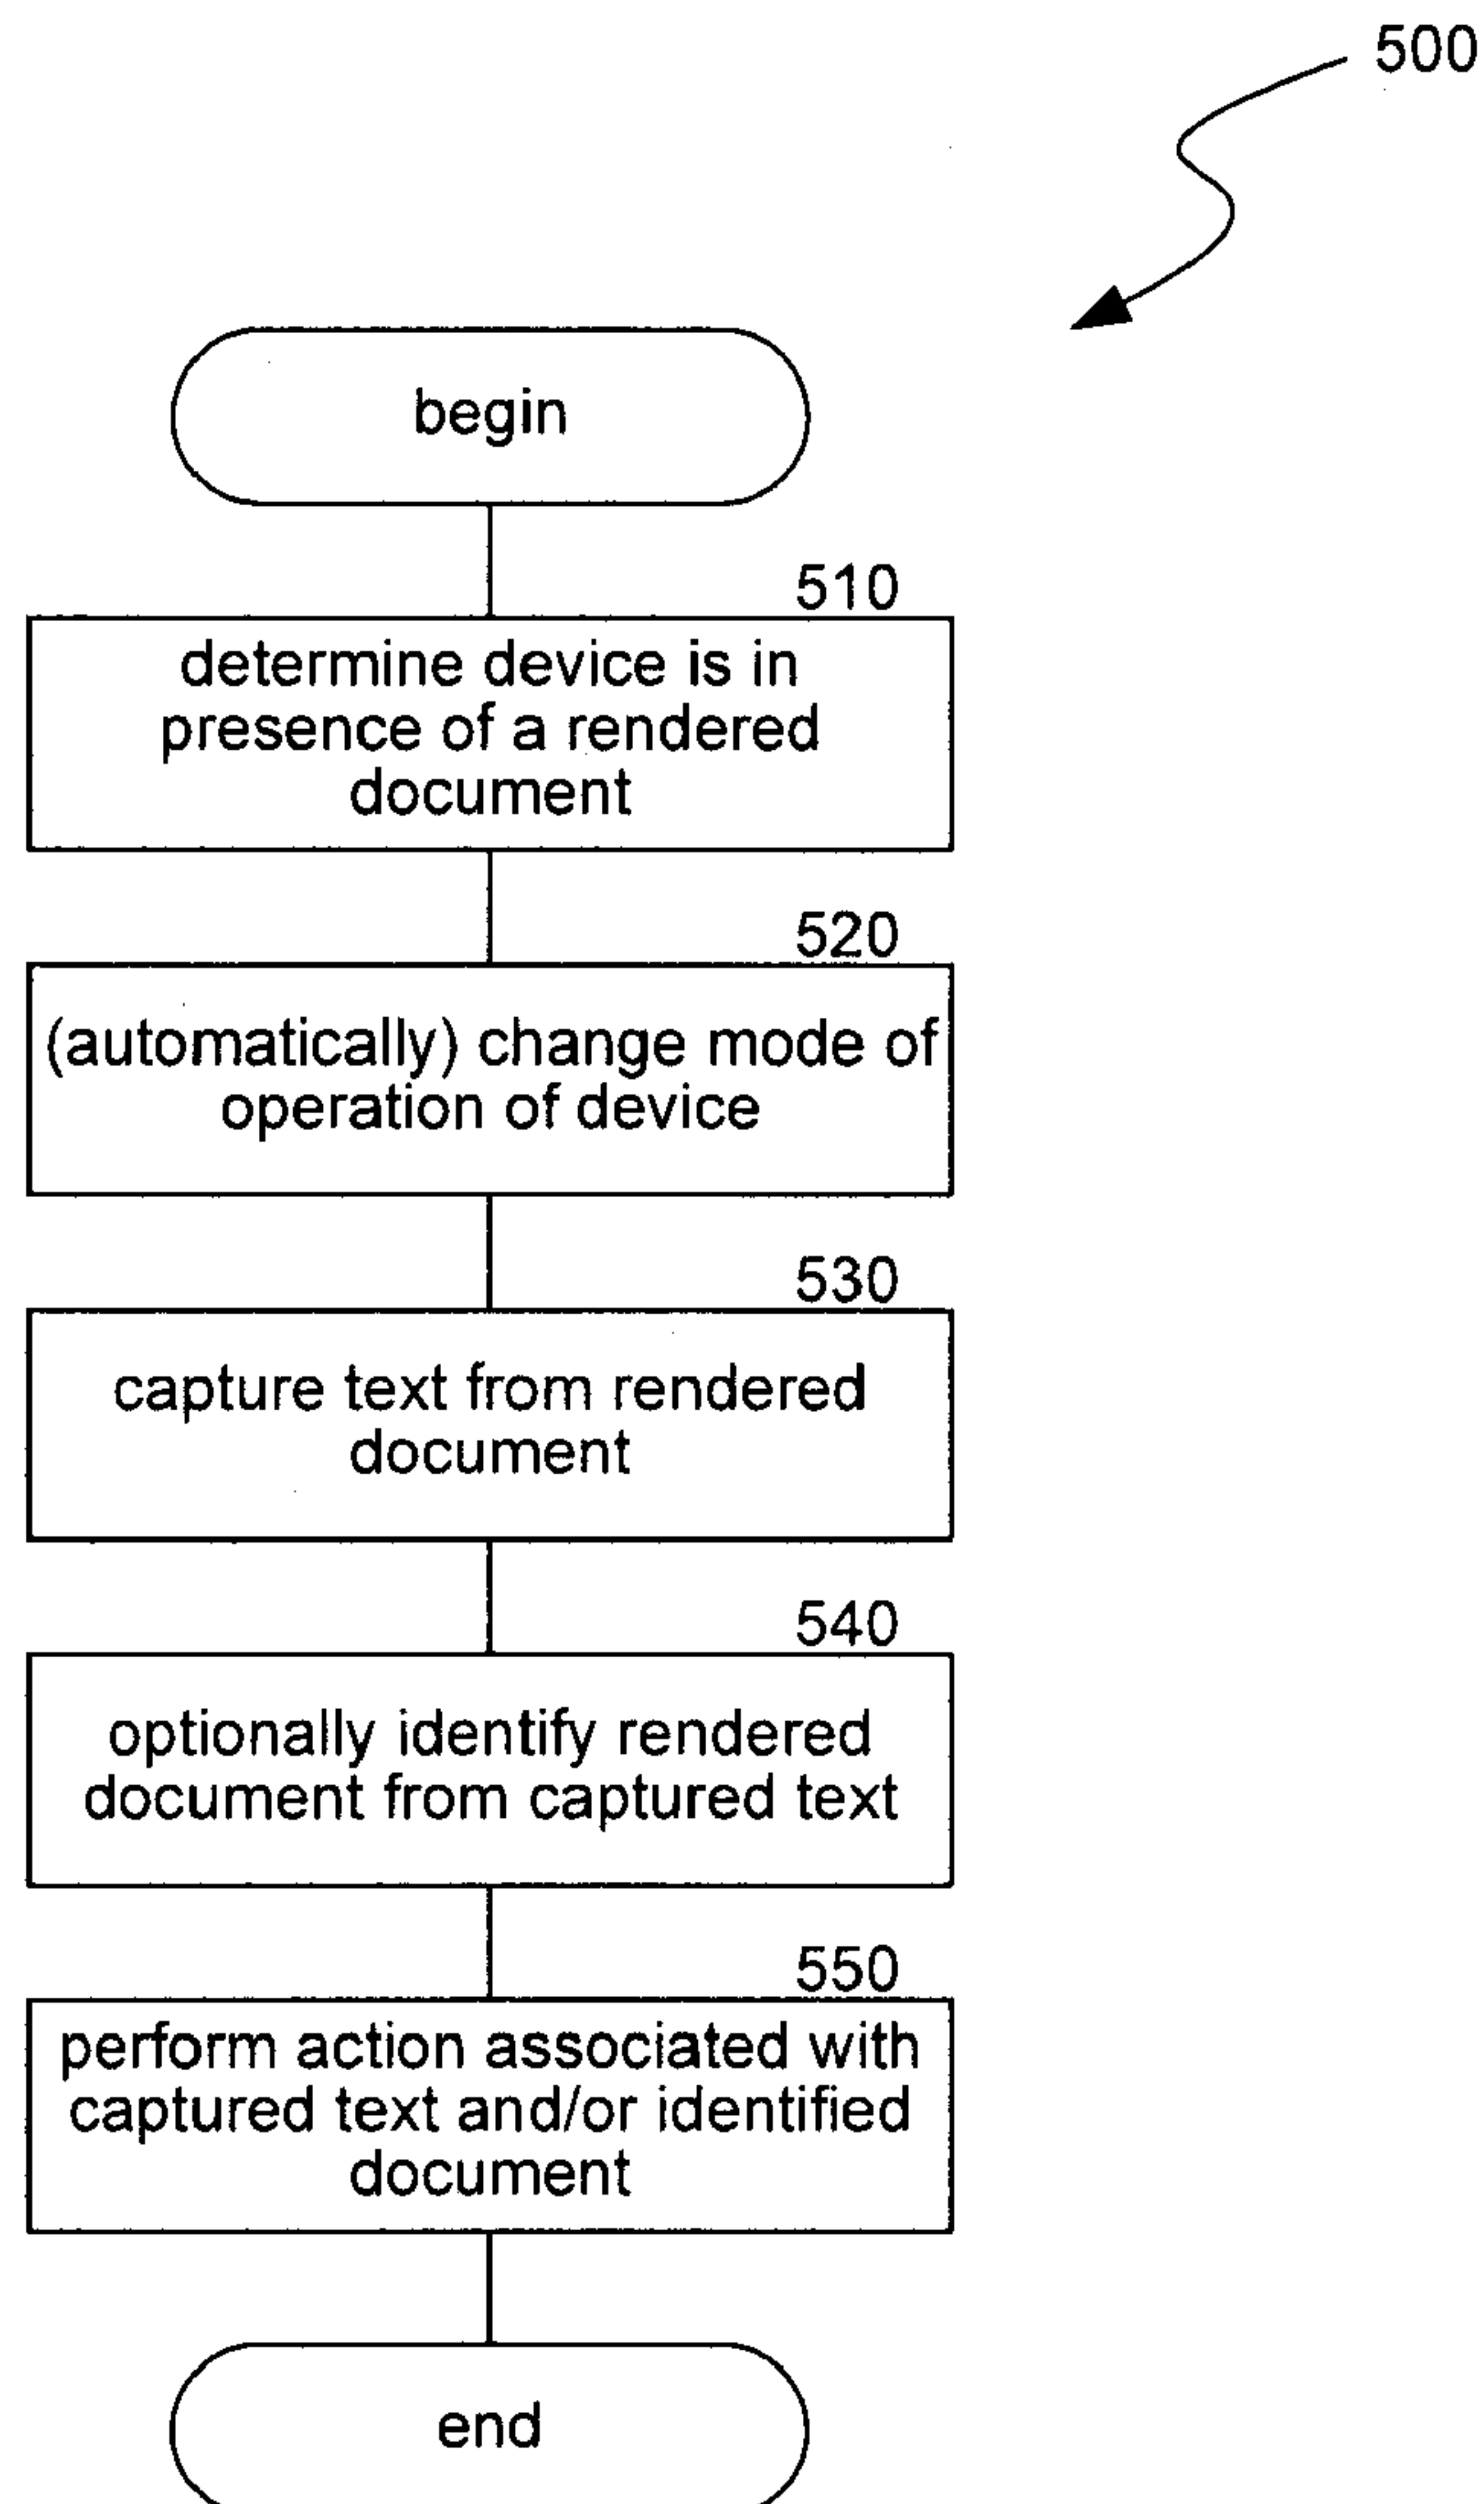 500
begin
510
determine device is in
presence of a rendered
document
520
(automatically) change mode of
operation of device
530
capture text from rendered
document
540
optionally identify rendered
document from captured text
550
perform action associated with
captured text and/or identified
document
end